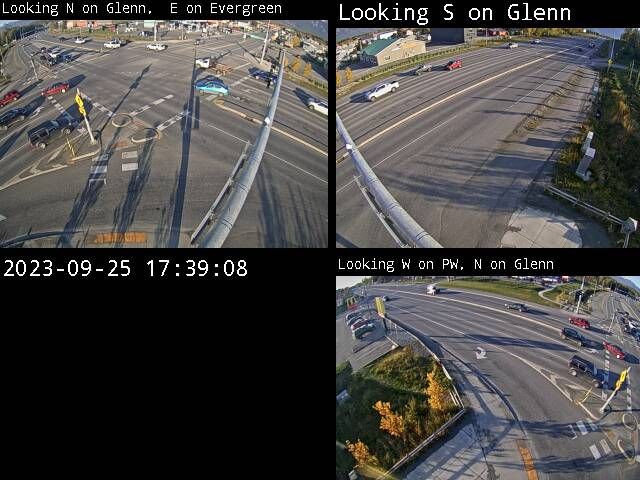 Looking N on Glenn, E on Evergreen
Looking S on Glenn
2023-09-25 17:39:08
Looking W on PW, N on Glenn